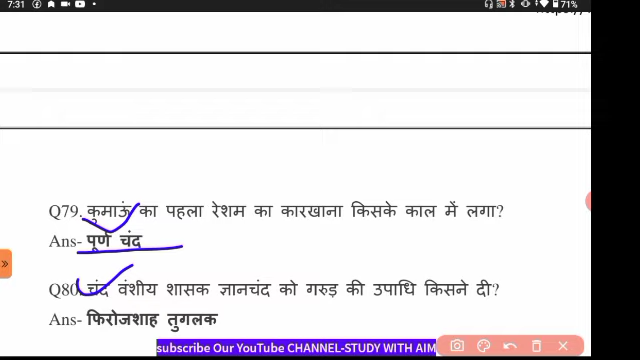 7:31
71%
Q79. कुमाऊं का पहला रेशम का कारखाना किसके काल में लगा?
Ans- पूर्ण चंद
Q80. चंद वंशीय शासक ज्ञानचंद को गरुड़ की उपाधि किसने दी?
Ans- फिरोजशाह तुगलक
subscribe Our YouTube CHANNEL-STUDY WITH AIM